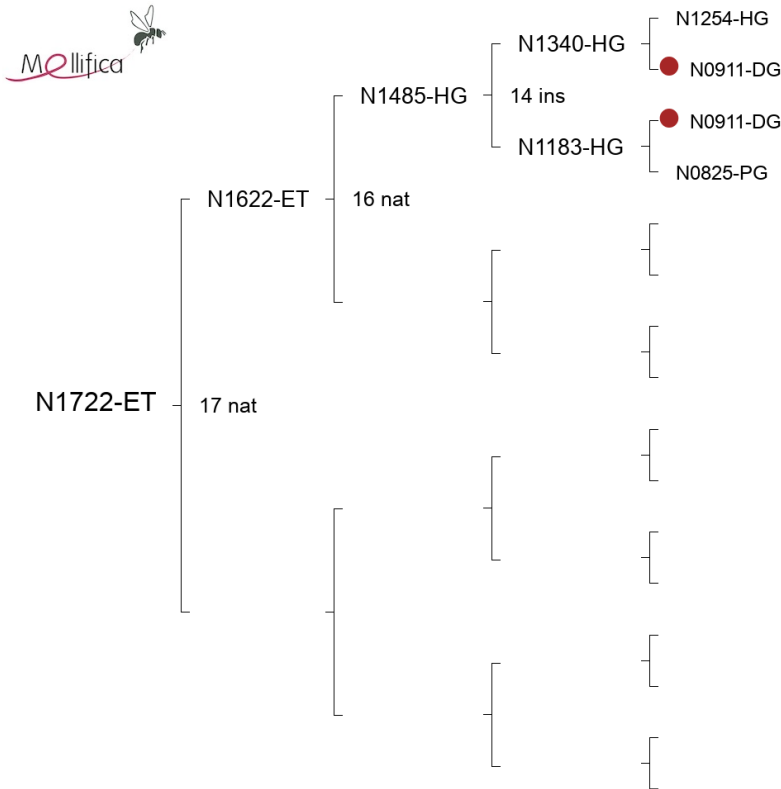 Mellifica
N1254-HG
N1340-HG
N0911-DG
N1485-HG
14 ins
N0911-DG
N1183-HG
N0825-PG
N1622-ET
16 nat
N1722-ET
17 nat